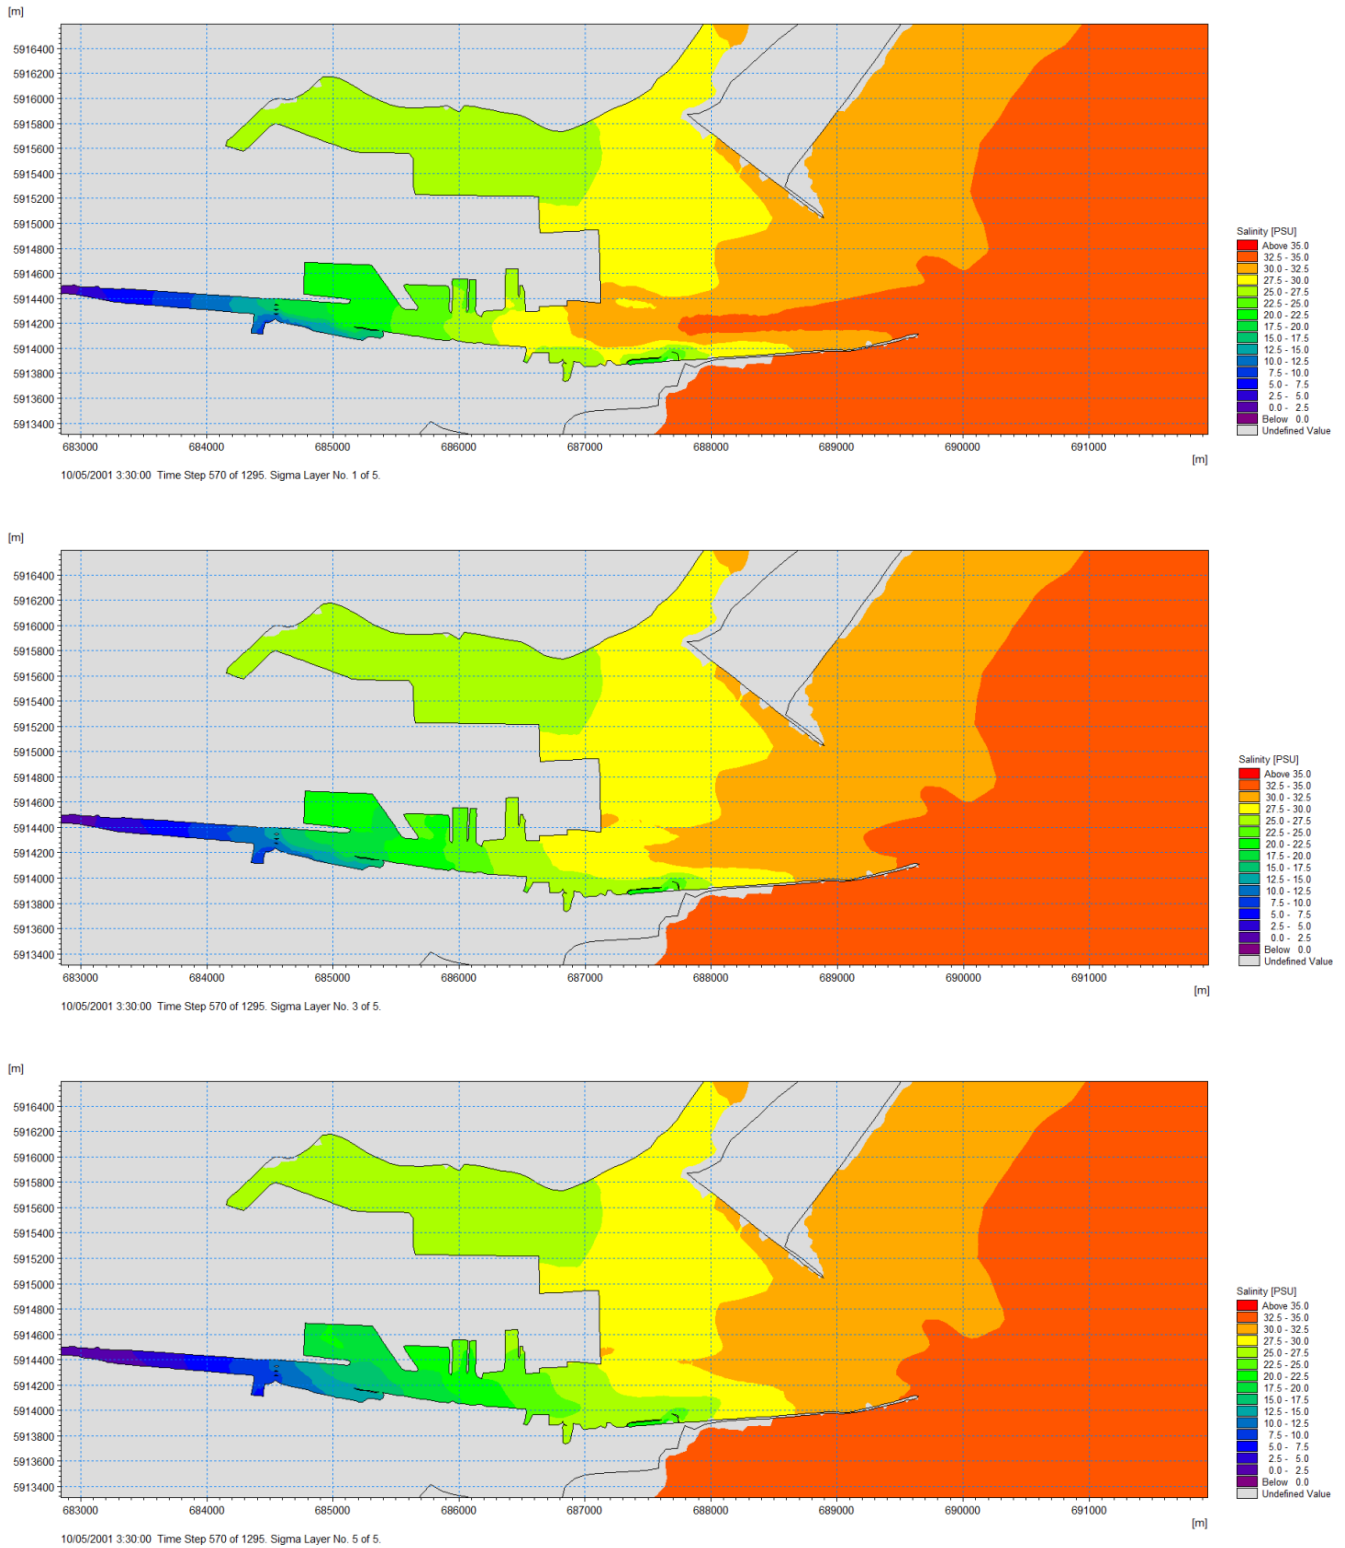 [m]
5916400
5916200
5916000
5915800
5915600
5915400
5915200
5915000
5914800
5914600
5914400
5914200
5914000
5913800
5913600
5913400
683000 684000 685000 686000 687000 688000 689000 690000 691000
[m]
10/05/2001 3:30:00 Time Step 570 of 1295. Sigma Layer No. 1 of 5.
Salinity [PSU]
Above 35.0
32.5 - 35.0
30.0 - 32.5
27.5 - 30.0
25.0 - 27.5
22.5 - 25.0
20.0 - 22.5
17.5 - 20.0
15.0 - 17.5
12.5 - 15.0
10.0 - 12.5
7.5 - 10.0
5.0 - 7.5
2.5 - 5.0
0.0 - 2.5
Below 0.0
Undefined Value
[m]
5916400
5916200
5916000
5915800
5915600
5915400
5915200
5915000
5914800
5914600
5914400
5914200
5914000
5913800
5913600
5913400
683000 684000 685000 686000 687000 688000 689000 690000 691000
[m]
10/05/2001 3:30:00 Time Step 570 of 1295. Sigma Layer No. 3 of 5.
Salinity [PSU]
Above 35.0
32.5 - 35.0
30.0 - 32.5
27.5 - 30.0
25.0 - 27.5
22.5 - 25.0
20.0 - 22.5
17.5 - 20.0
15.0 - 17.5
12.5 - 15.0
10.0 - 12.5
7.5 - 10.0
5.0 - 7.5
2.5 - 5.0
0.0 - 2.5
Below 0.0
Undefined Value
[m]
5916400
5916200
5916000
5915800
5915600
5915400
5915200
5915000
5914800
5914600
5914400
5914200
5914000
5913800
5913600
5913400
683000 684000 685000 686000 687000 688000 689000 690000 691000
[m]
10/05/2001 3:30:00 Time Step 570 of 1295. Sigma Layer No. 5 of 5.
Salinity [PSU]
Above 35.0
32.5 - 35.0
30.0 - 32.5
27.5 - 30.0
25.0 - 27.5
22.5 - 25.0
20.0 - 22.5
17.5 - 20.0
15.0 - 17.5
12.5 - 15.0
10.0 - 12.5
7.5 - 10.0
5.0 - 7.5
2.5 - 5.0
0.0 - 2.5
Below 0.0
Undefined Value